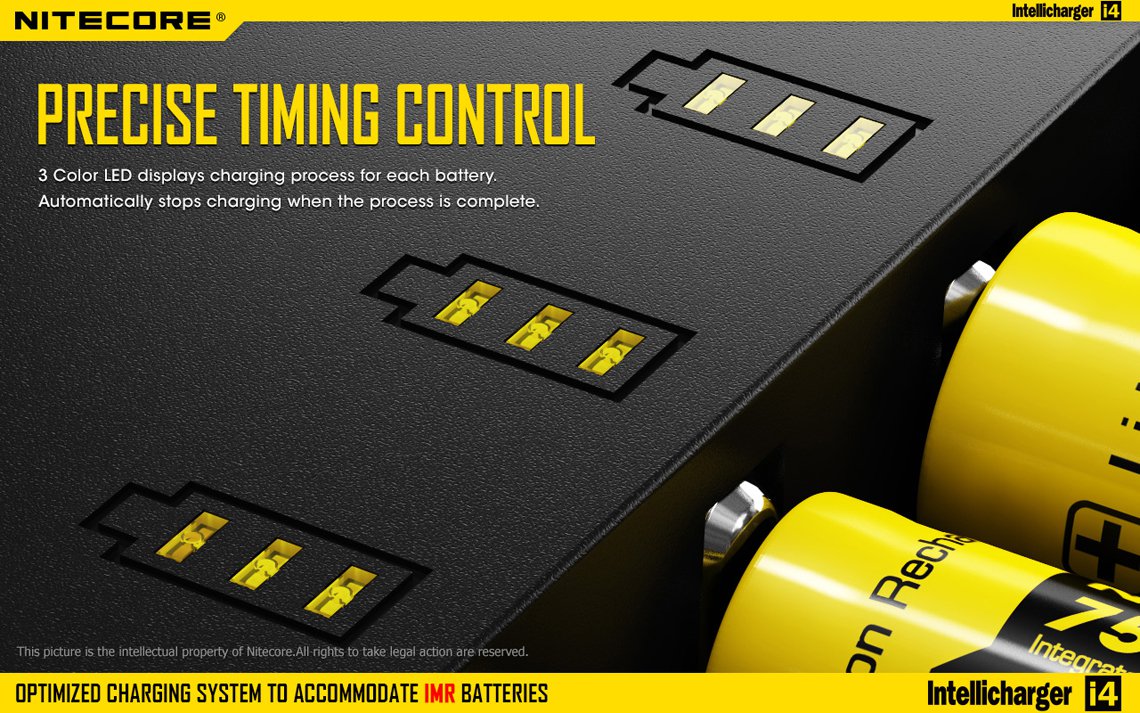 NITECORE®
Intellicharger i4
PRECISE TIMING CONTROL
3 Color LED displays charging process for each battery.
Automatically stops charging when the process is complete.
This picture is the intellectual property of Nitecore.All rights to take legal action are reserved.
OPTIMIZED CHARGING SYSTEM TO ACCOMMODATE IMR BATTERIES
Intellicharger i4